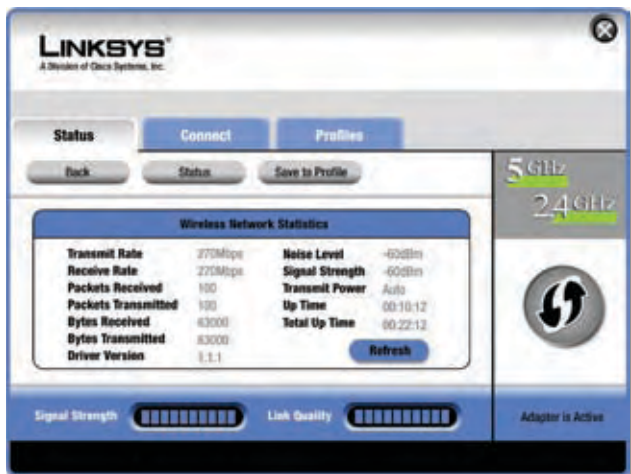 LINKSYS®
A Division of Cisco Systems, Inc.
Status Connect Profiles
Back Status Save to Profile
5 GHz
2.4 GHz
Wireless Network Statistics
Transmit Rate 270Mbps Noise Level -60dBm
Receive Rate 270Mbps Signal Strength -60dBm
Packets Received 100 Transmit Power Auto
Packets Transmitted 100 Up Time 00:10:12
Bytes Received 63000 Total Up Time 00:22:12
Bytes Transmitted 63000
Driver Version 1.1.1
Refresh
Signal Strength Link Quality Adapter is Active